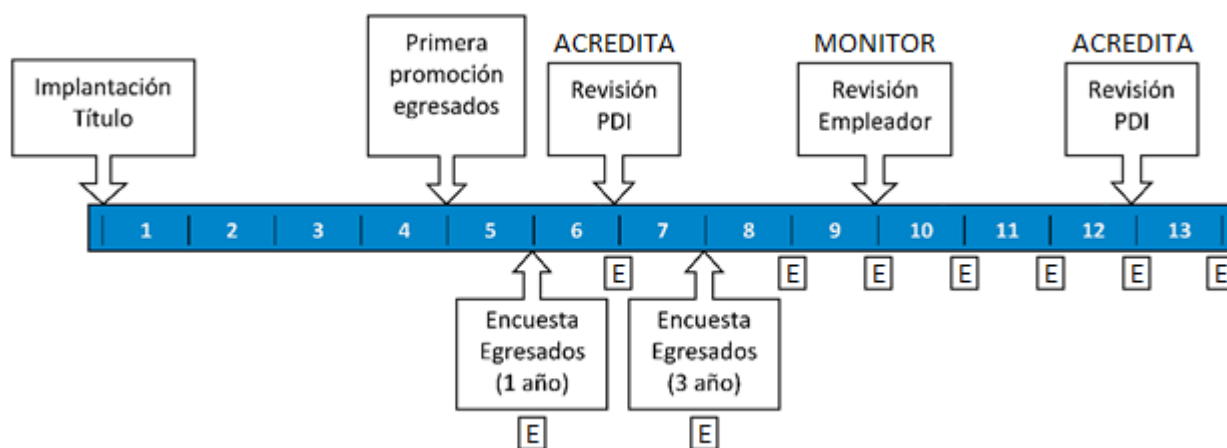 Implantación
Título
Primera
promoción
egresados
ACREDITA
Revisión
PDI
MONITOR
Revisión
Empleador
ACREDITA
Revisión
PDI
1 2 3 4 5 6 7 8 9 10 11 12 13
E E E E E E E
Encuesta
Egresados
(1 año)
E
Encuesta
Egresados
(3 año)
E